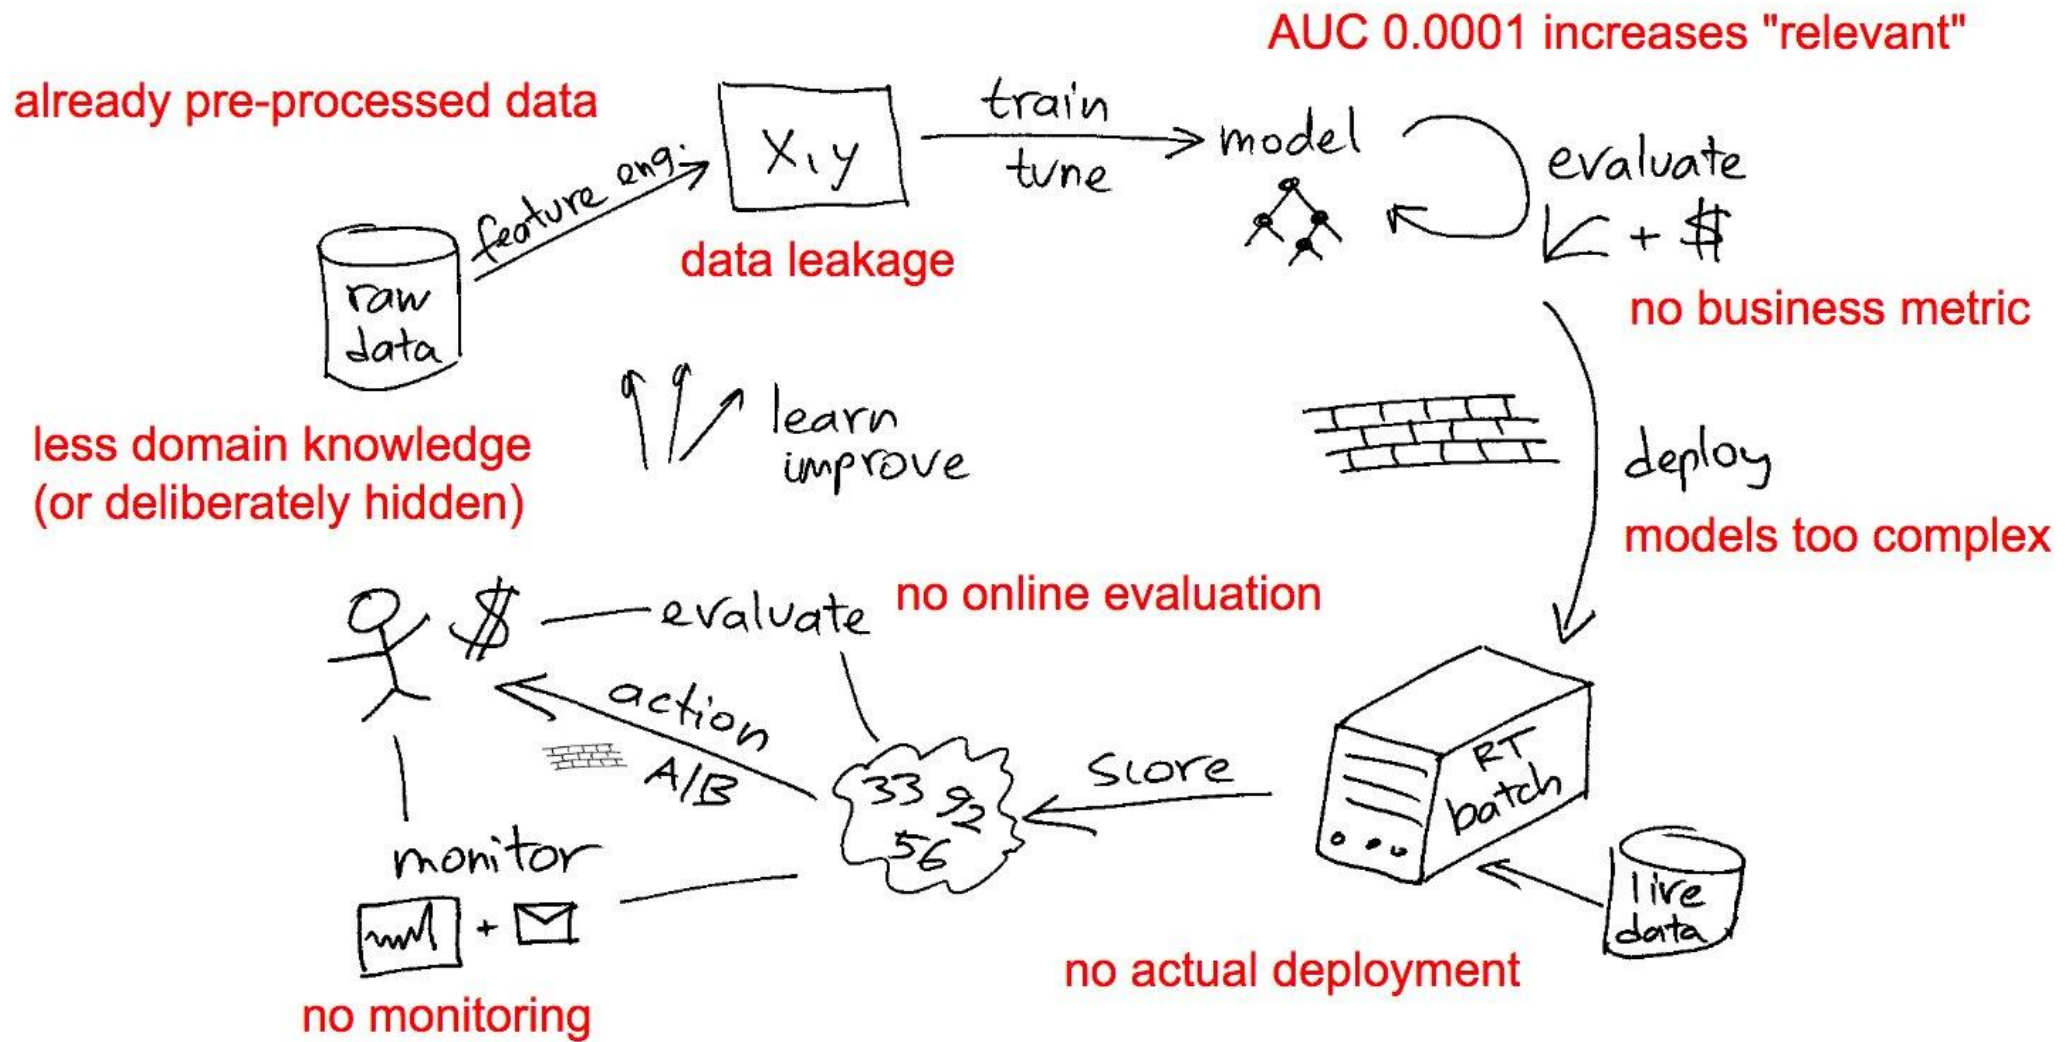 AUC 0.0001 increases "relevant"
already pre-processed data
feature eng.
X, y
train
tune
model
evaluate
+ $
raw
data
data leakage
no business metric
less domain knowledge
(or deliberately hidden)
learn
improve
deploy
models too complex
$
evaluate
no online evaluation
action
A/B
33 92
56
score
RT
batch
live
data
monitor
+
no monitoring
no actual deployment